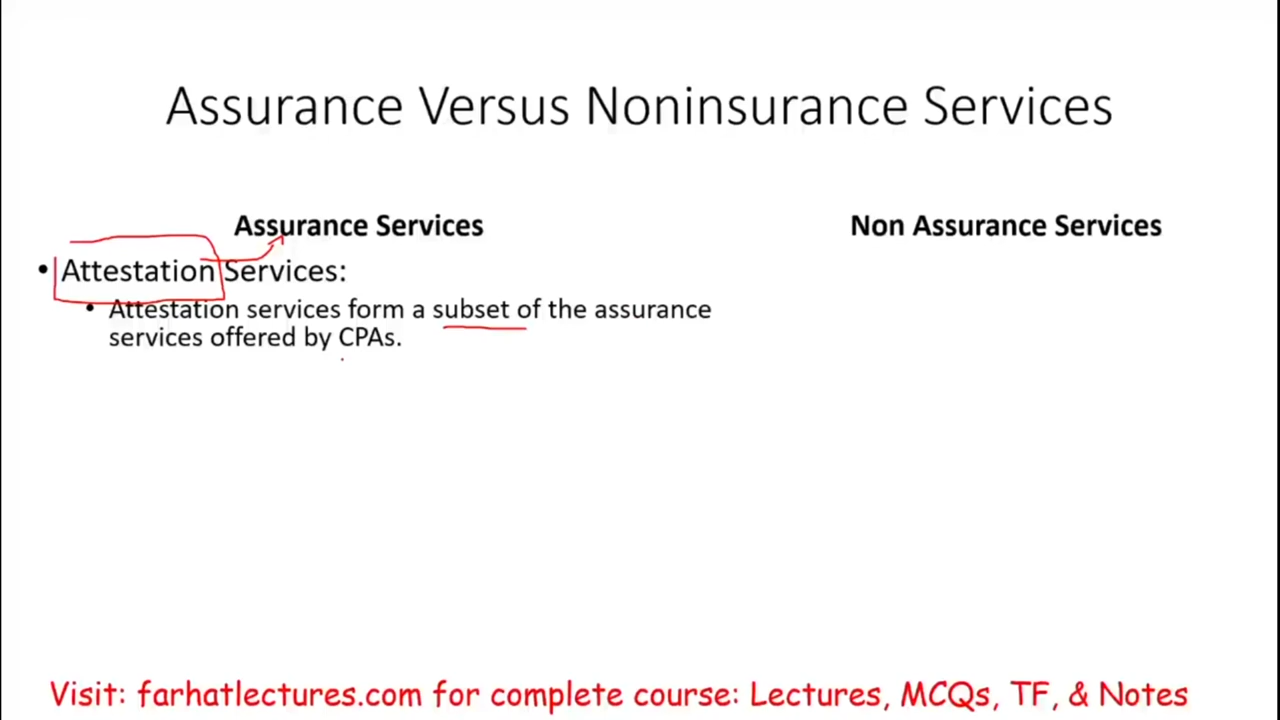 Assurance Versus Noninsurance Services
Assurance Services
Non Assurance Services
• Attestation Services:
• Attestation services form a subset of the assurance
services offered by CPAs.
Visit: farhatlectures.com for complete course: Lectures, MCQs, TF, & Notes